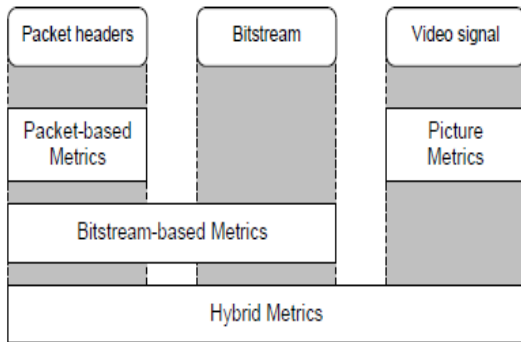 Packet headers
Bitstream
Video signal
Packet-based
Metrics
Picture
Metrics
Bitstream-based Metrics
Hybrid Metrics